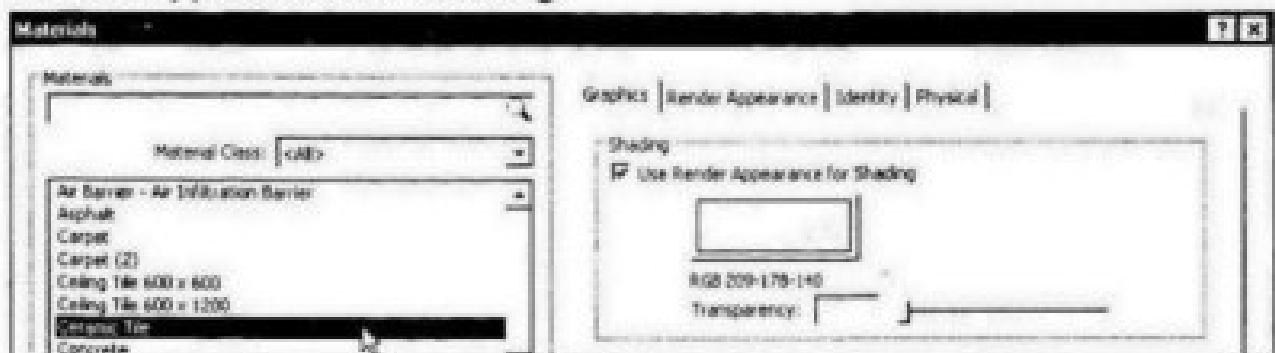 Materials
Materials
Material Class: <All>
Air Barrier - Air Infiltration Barrier
Asphalt
Carpet
Carpet (2)
Ceiling Tile 600 x 600
Ceiling Tile 600 x 1200
Ceramic Tile
Concrete
Graphics Render Appearance Identity Physical
Shading
Use Render Appearance for Shading
RGB 209-178-140
Transparency: